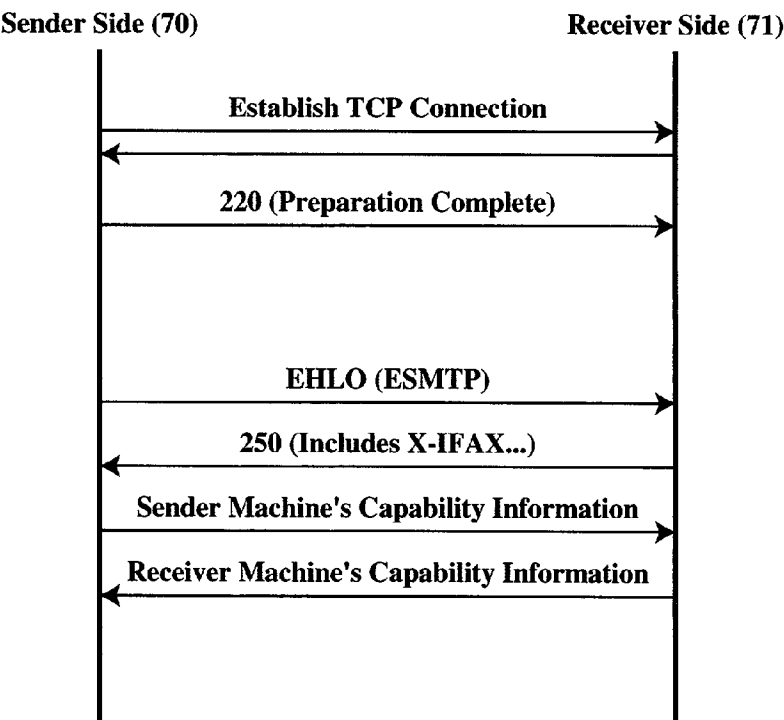 Sender Side (70)
Receiver Side (71)
Establish TCP Connection
220 (Preparation Complete)
EHLO (ESMTP)
250 (Includes X-IFAX...)
Sender Machine's Capability Information
Receiver Machine's Capability Information